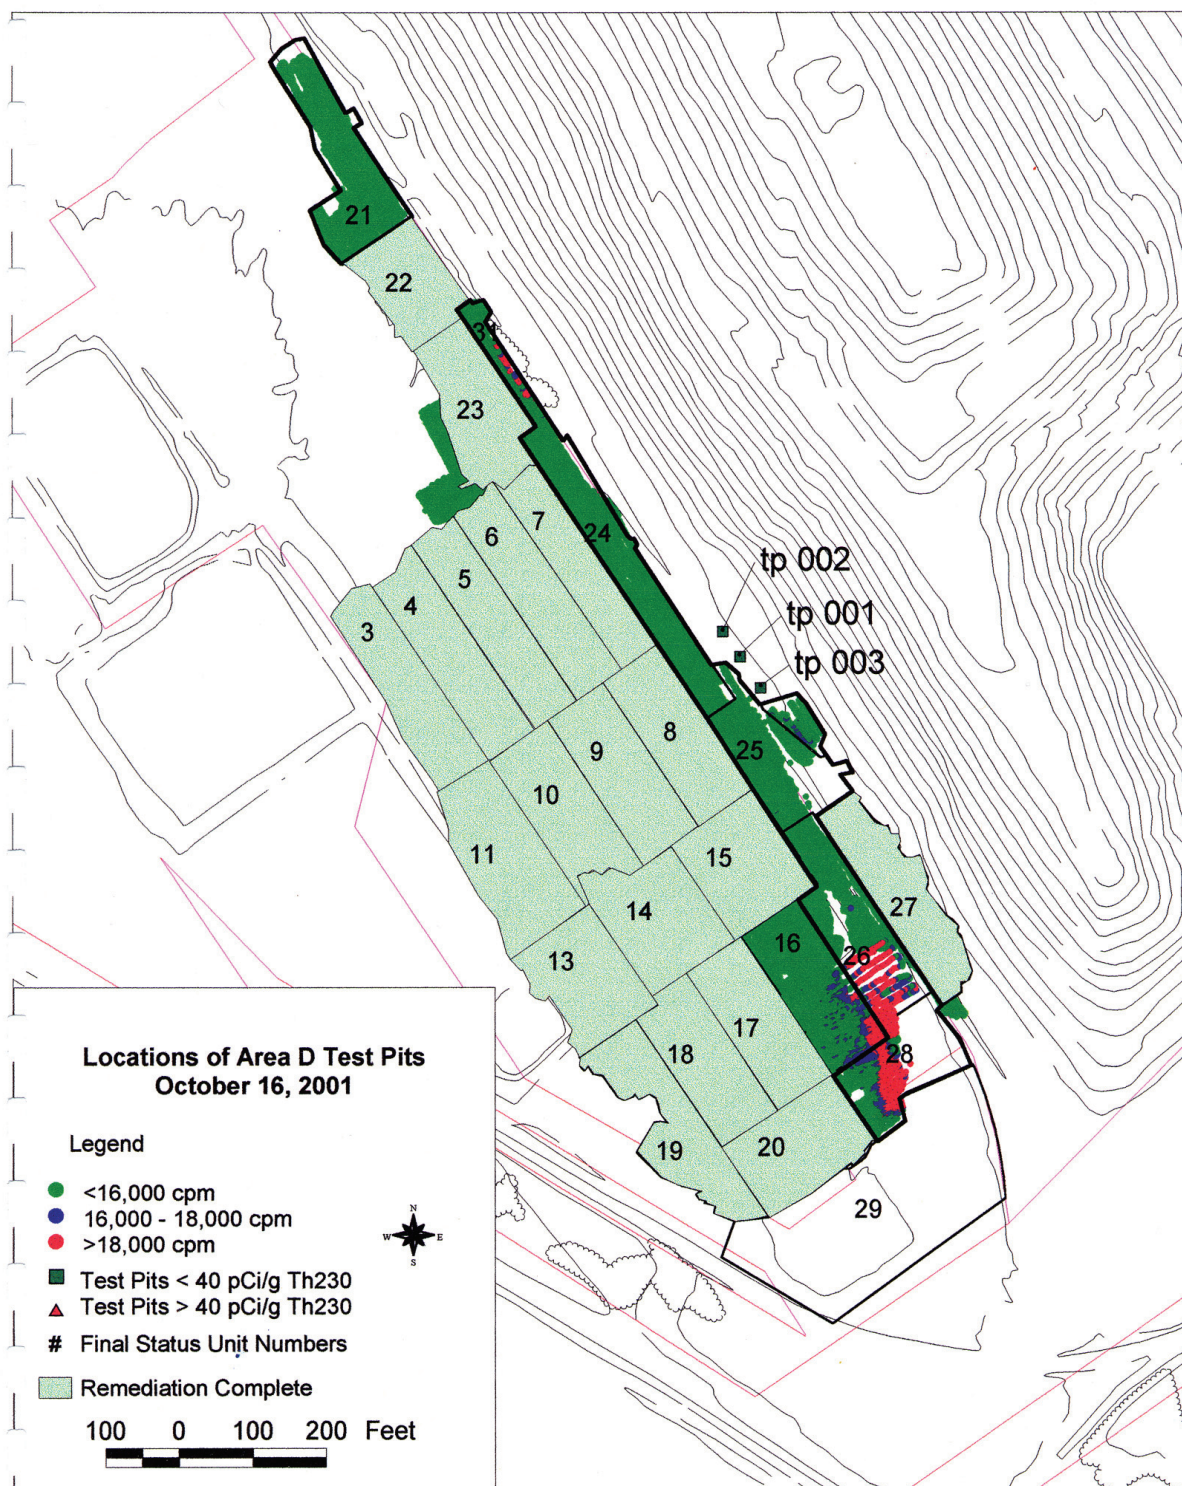 21
22
31
23
24
7
6
5
4
3
tp 002
tp 001
tp 003
8
25
9
10
15
11
14
27
16
26
13
17
28
18
20
19
29
Locations of Area D Test Pits
October 16, 2001
Legend
<16,000 cpm
16,000 - 18,000 cpm
>18,000 cpm
Test Pits < 40 pCi/g Th230
Test Pits > 40 pCi/g Th230
# Final Status Unit Numbers
Remediation Complete
N
W E
S
100 0 100 200 Feet